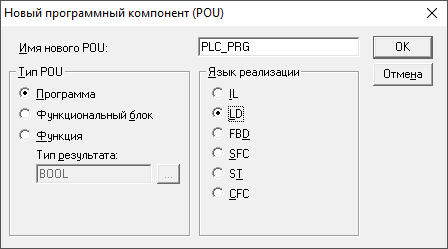 Новый программный компонент (POU)
Имя нового POU: PLC_PRG OK
Отмена
Тип POU
Программа
Функциональный блок
Функция
Тип результата:
BOOL ...
Язык реализации
IL
LD
FBD
SFC
ST
CFC